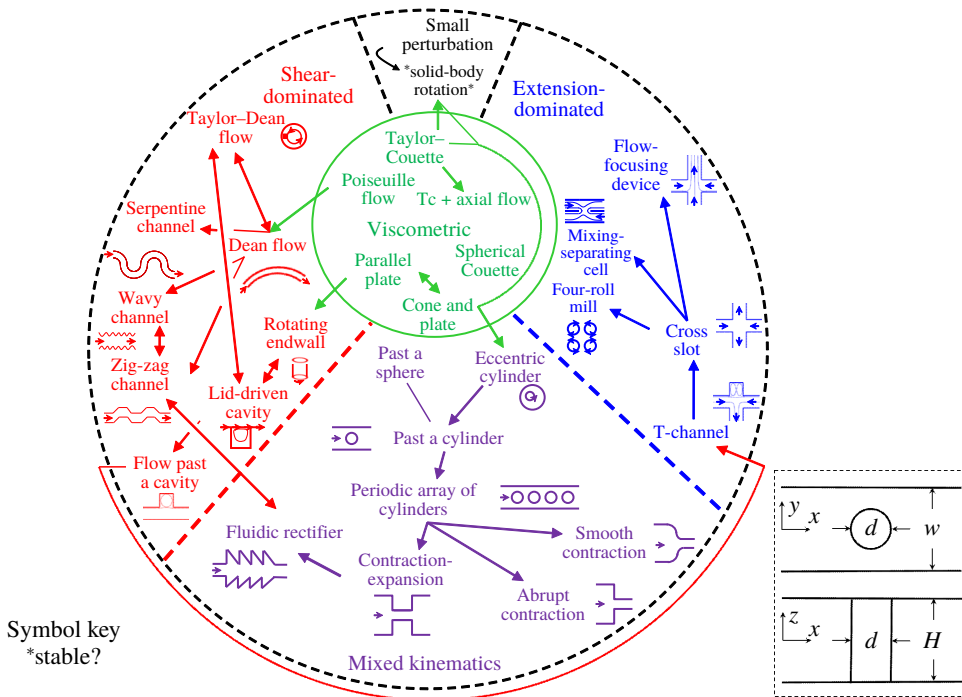 Small
perturbation
*solid-body
rotation*
Shear-
dominated
Extension-
dominated
Taylor–Dean
flow
Taylor–
Couette
Flow-
focusing
device
Poiseuille
flow
Tc + axial flow
Serpentine
channel
Dean flow
Viscometric
Spherical
Couette
Mixing-
separating
cell
Parallel
plate
Four-roll
mill
Wavy
channel
Cone and
plate
Rotating
endwall
Cross
slot
Past a
sphere
Eccentric
cylinder
Zig-zag
channel
Lid-driven
cavity
Past a cylinder
T-channel
Flow past
a cavity
Periodic array of
cylinders
Fluidic rectifier
Smooth
contraction
Contraction-
expansion
Abrupt
contraction
Mixed kinematics
Symbol key
*stable?
y
x
d
w
z
x
d
H